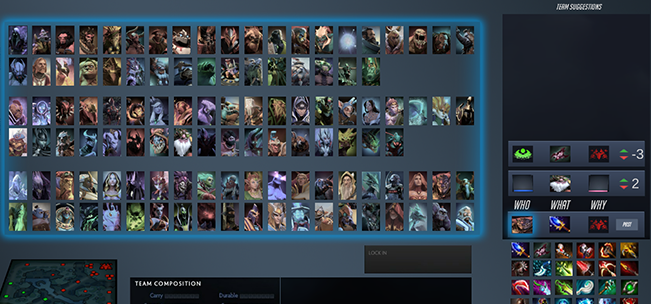 TEAM SUGGESTIONS
-3
2
WHO WHAT WHY
POST
LOCK IN
TEAM COMPOSITION
Carry Durable